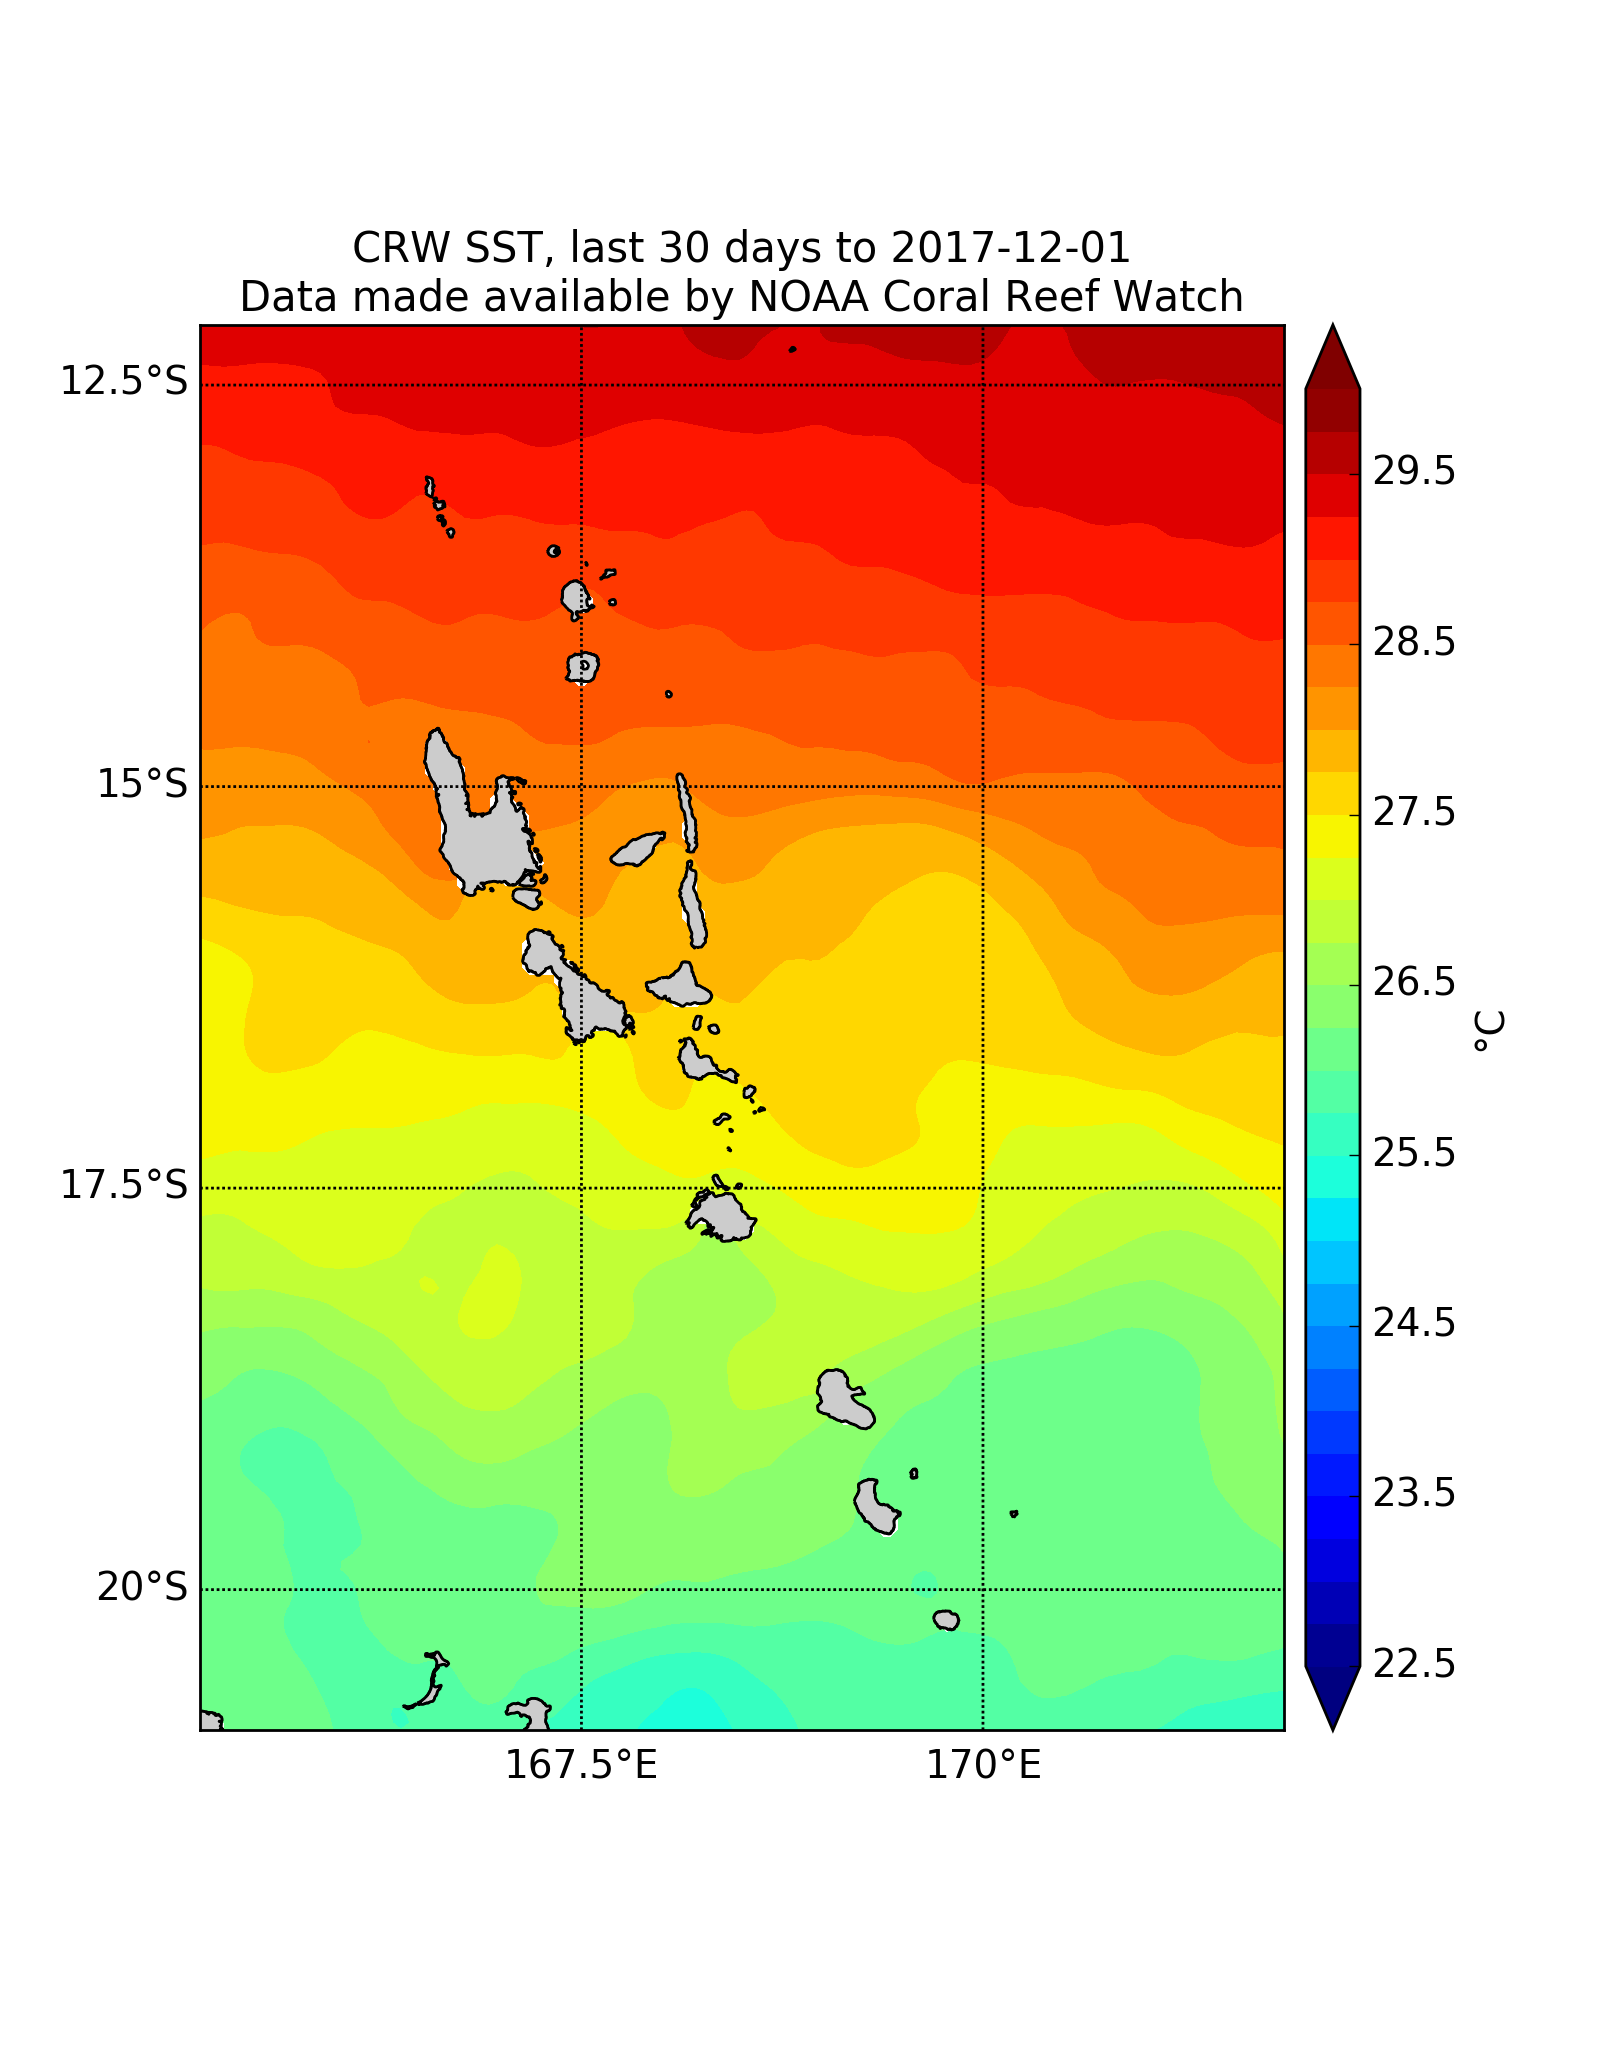 CRW SST, last 30 days to 2017-12-01
Data made available by NOAA Coral Reef Watch
12.5°S
15°S
17.5°S
20°S
167.5°E
170°E
29.5
28.5
27.5
26.5
25.5
24.5
23.5
22.5
°C